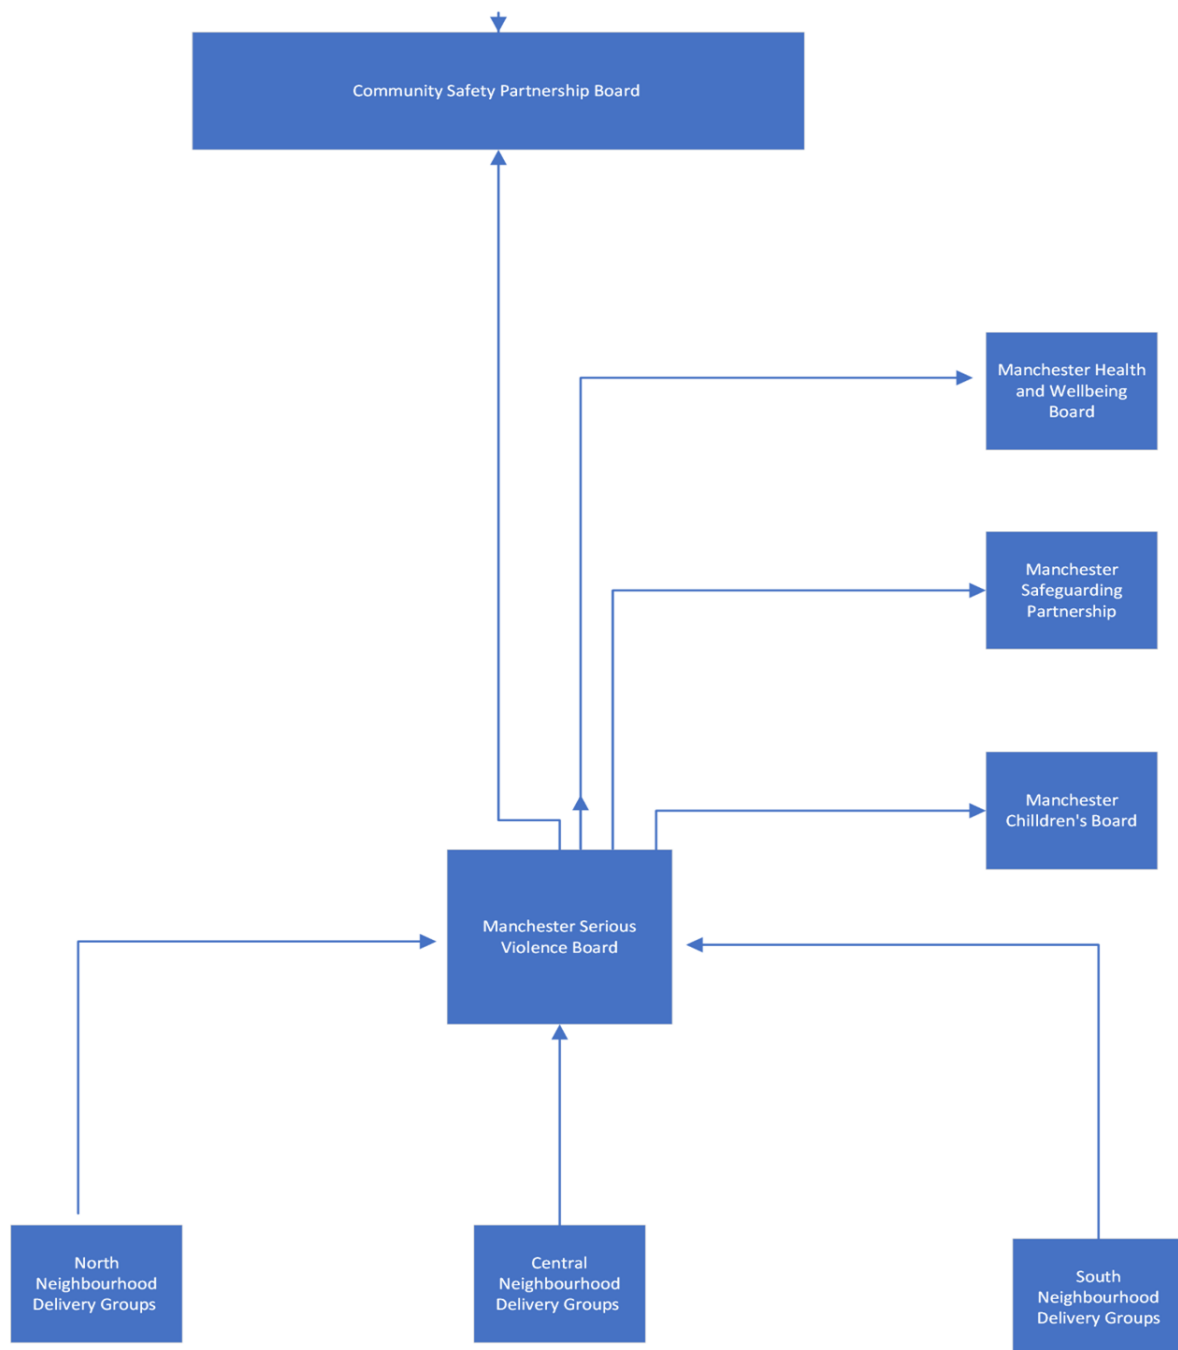 Community Safety Partnership Board
Manchester Health
and Wellbeing
Board
Manchester
Safeguarding
Partnership
Manchester
Chilldren's Board
Manchester Serious
Violence Board
North
Neighbourhood
Delivery Groups
Central
Neighbourhood
Delivery Groups
South
Neighbourhood
Delivery Groups